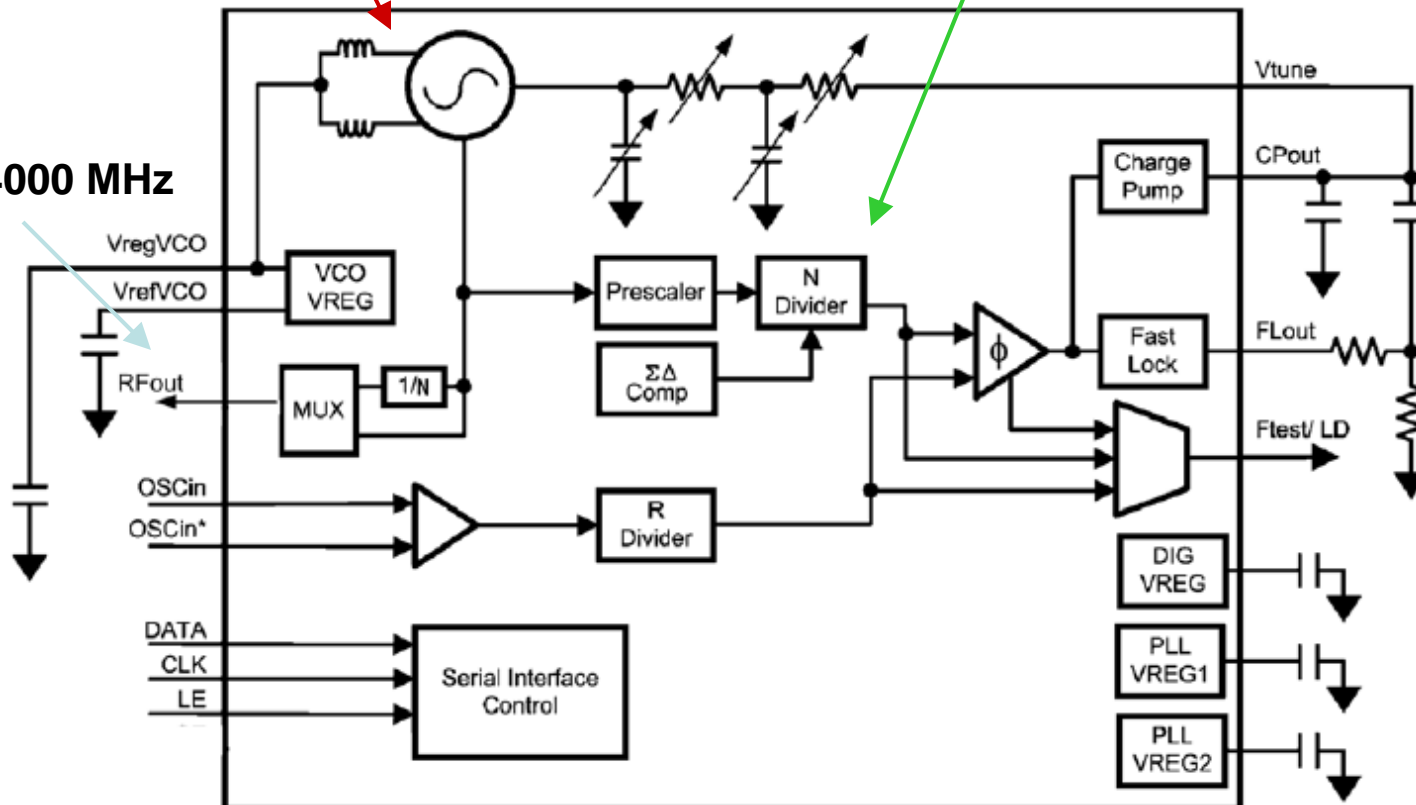 Vtune
Charge
Pump
CPout
000 MHz
VregVCO
VCO
VREG
VrefVCO
Prescaler
N
Divider
ΣΔ
Comp
ϕ
Fast
Lock
FLout
RFout
MUX
1/N
Ftest/ LD
OSCin
OSCin*
R
Divider
DIG
VREG
DATA
CLK
LE
Serial Interface
Control
PLL
VREG1
PLL
VREG2